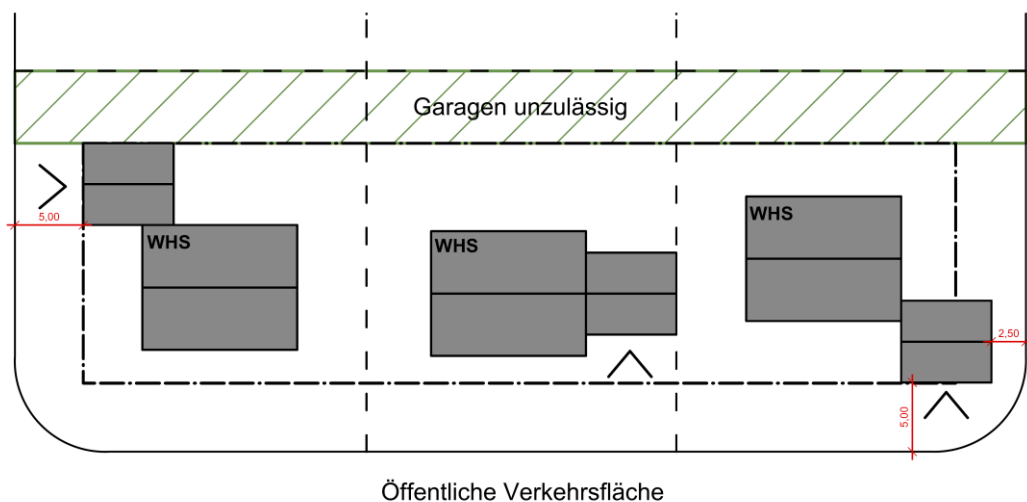 Garagen unzulässig
5,00
WHS
WHS
WHS
2,50
5,00
Öffentliche Verkehrsfläche